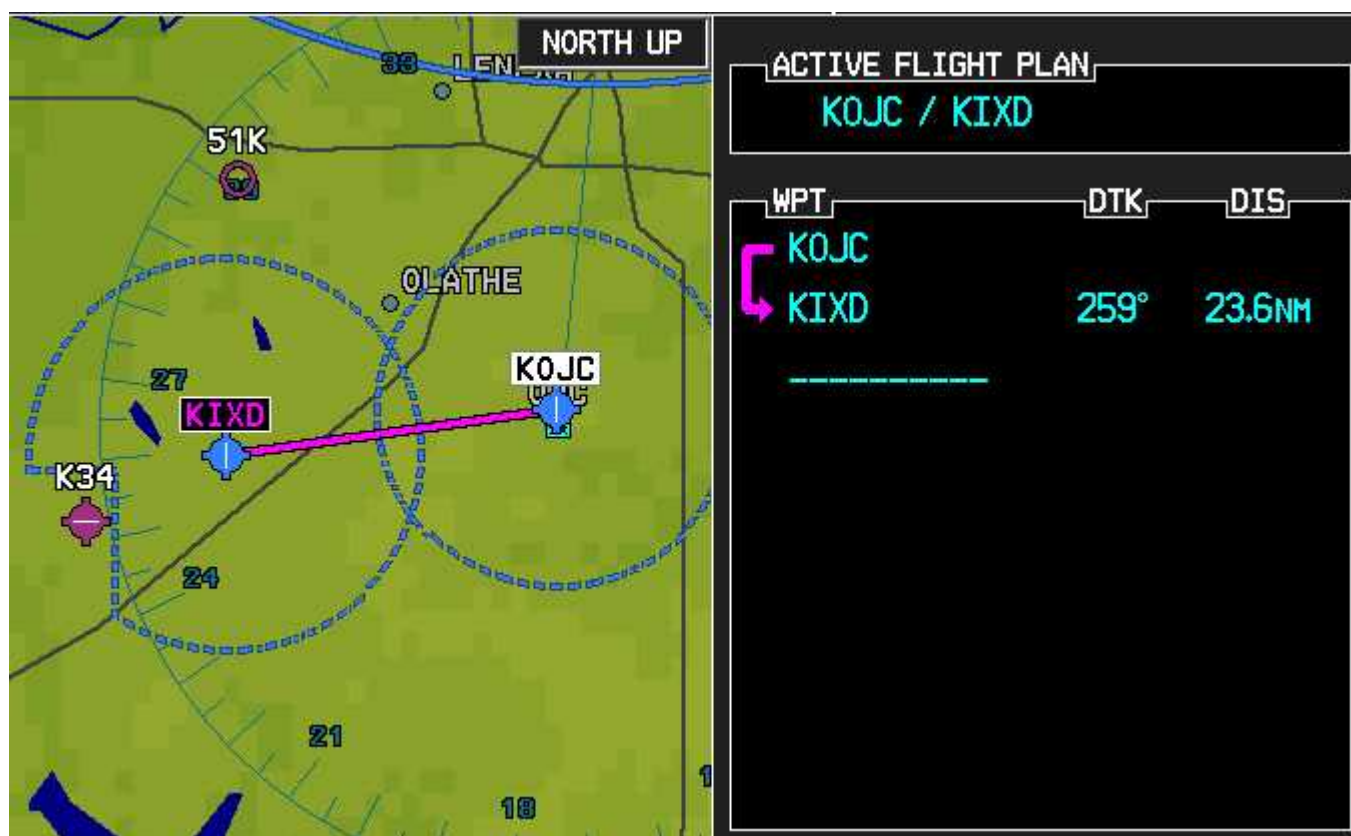 NORTH UP
33
51K
OLATHE
KOJC
27
KIXD
K34
24
21
18
ACTIVE FLIGHT PLAN
KOJC / KIXD
WPT DTK DIS
KOJC
KIXD 259° 23.6NM
__________